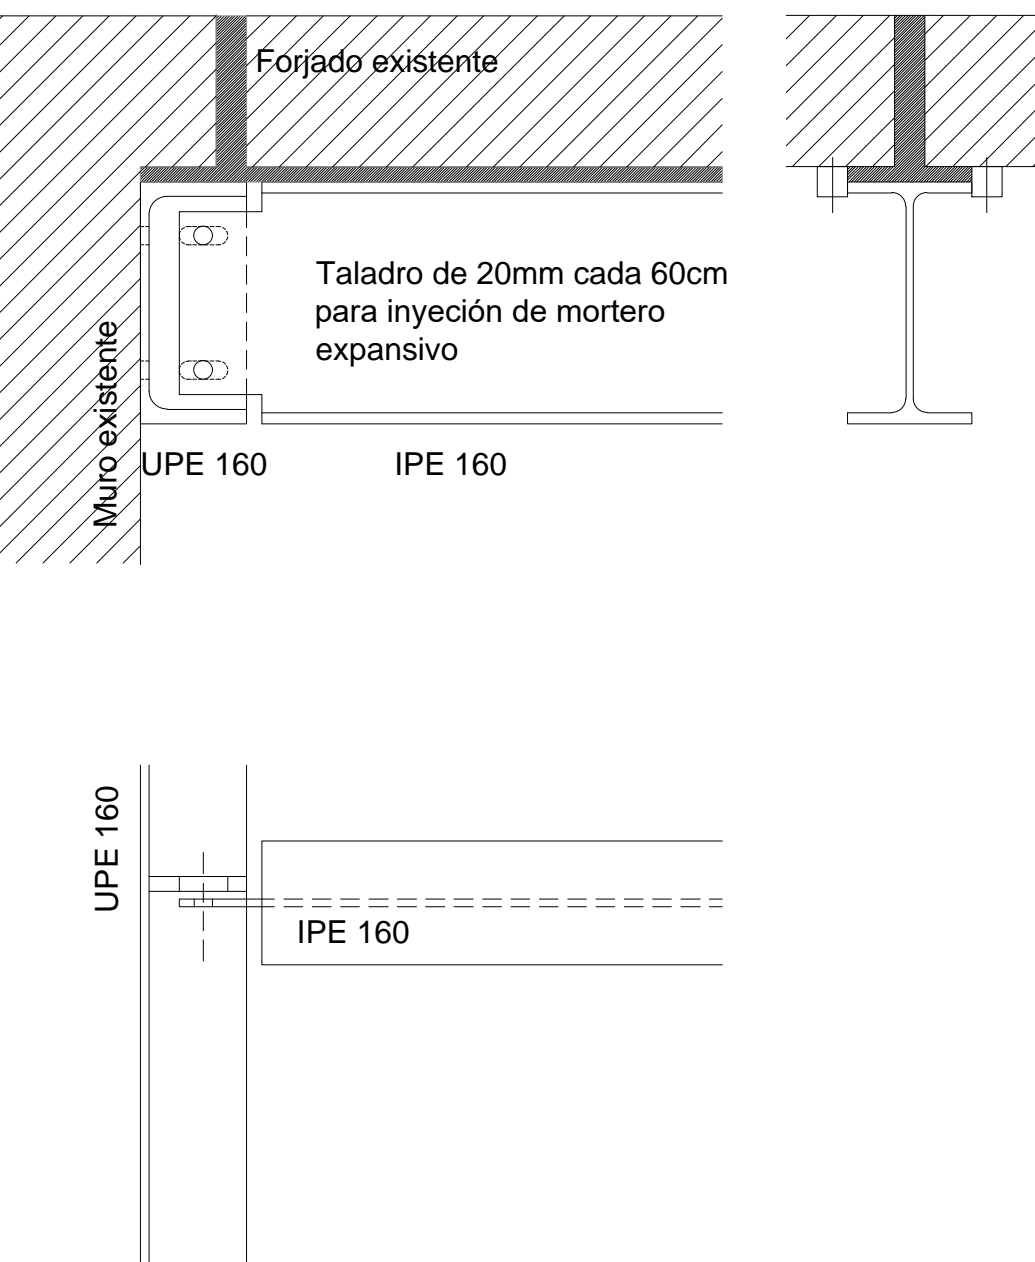 Forjado existente
Taladro de 20mm cada 60cm
para inyeción de mortero
expansivo
Muro existente
UPE 160
IPE 160
UPE 160
IPE 160